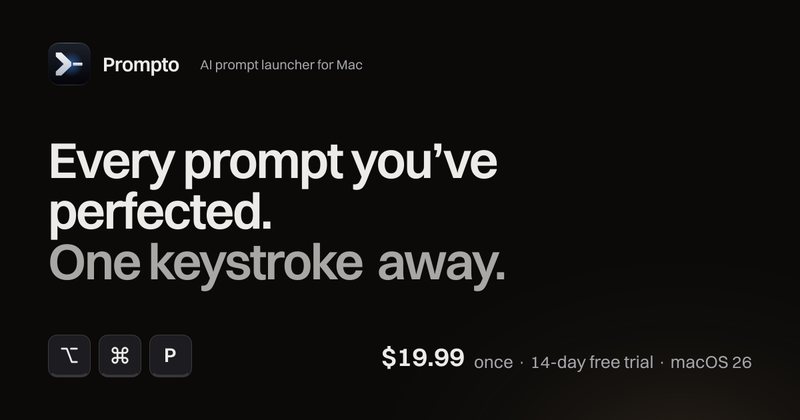 Prompto AI prompt launcher for Mac
Every prompt you’ve
perfected.
One keystroke away.
⌥ ⌘ P $19.99 once · 14-day free trial · macOS 26